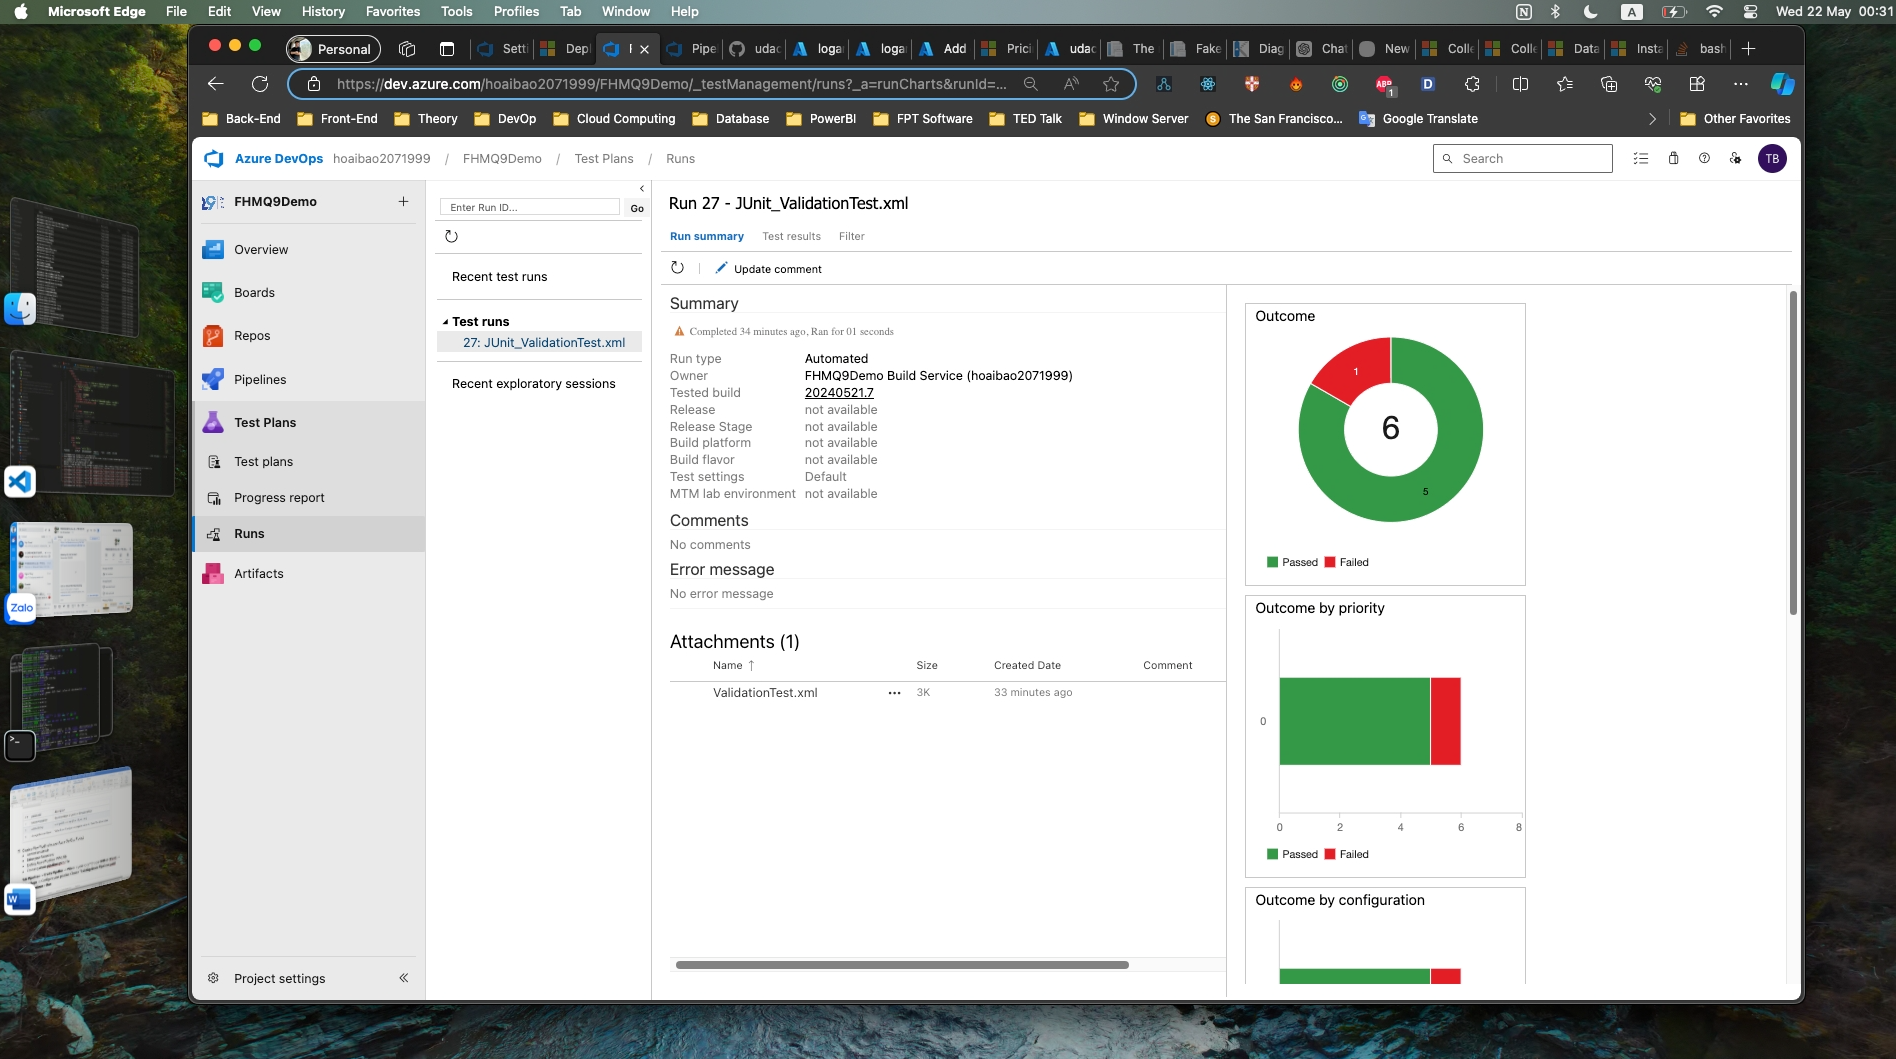 Microsoft Edge File Edit View History Favorites Tools Profiles Tab Window Help A Wed 22 May 00:31
Personal Setti Depl F Pipe udac logar logar Add Prici udac The Fake Diag Chat New Colle Colle Data Insta bash
https://dev.azure.com/hoaibao2071999/FHMQ9Demo/_testManagement/runs?_a=runCharts&runId=...
ABP 1 D
Back-End Front-End Theory DevOp Cloud Computing Database PowerBI FPT Software TED Talk Window Server The San Francisco... Google Translate Other Favorites
Azure DevOps hoaibao2071999 / FHMQ9Demo / Test Plans / Runs Search TB
FHMQ9Demo
Overview
Boards
Repos
Pipelines
Test Plans
Test plans
Progress report
Runs
Artifacts
Project settings
Enter Run ID... Go
Recent test runs
Test runs
27: JUnit_ValidationTest.xml
Recent exploratory sessions
Run 27 - JUnit_ValidationTest.xml
Run summary Test results Filter
Update comment
Summary
Completed 34 minutes ago, Ran for 01 seconds
Run type Automated
Owner FHMQ9Demo Build Service (hoaibao2071999)
Tested build 20240521.7
Release not available
Release Stage not available
Build platform not available
Build flavor not available
Test settings Default
MTM lab environment not available
Comments
No comments
Error message
No error message
Attachments (1)
Name ↑ Size Created Date Comment
ValidationTest.xml ... 3K 33 minutes ago
Outcome
1
6
5
Passed Failed
Outcome by priority
0
0 2 4 6 8
Passed Failed
Outcome by configuration
Zalo